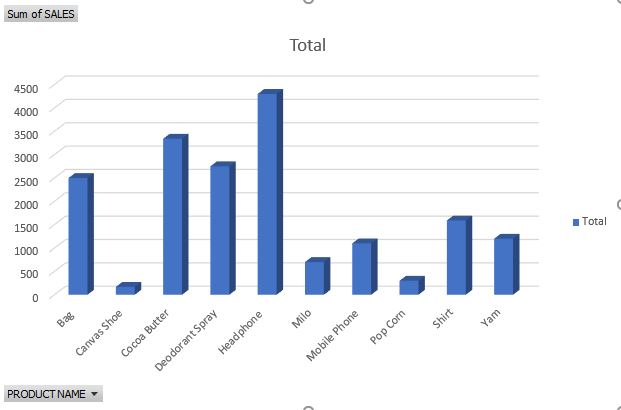 Sum of SALES
Total
4500
4000
3500
3000
2500
2000
1500
1000
500
0
Bag
Canvas Shoe
Cocoa Butter
Deodorant Spray
Headphone
Milo
Mobile Phone
Pop Corn
Shirt
Yam
Total
PRODUCT NAME